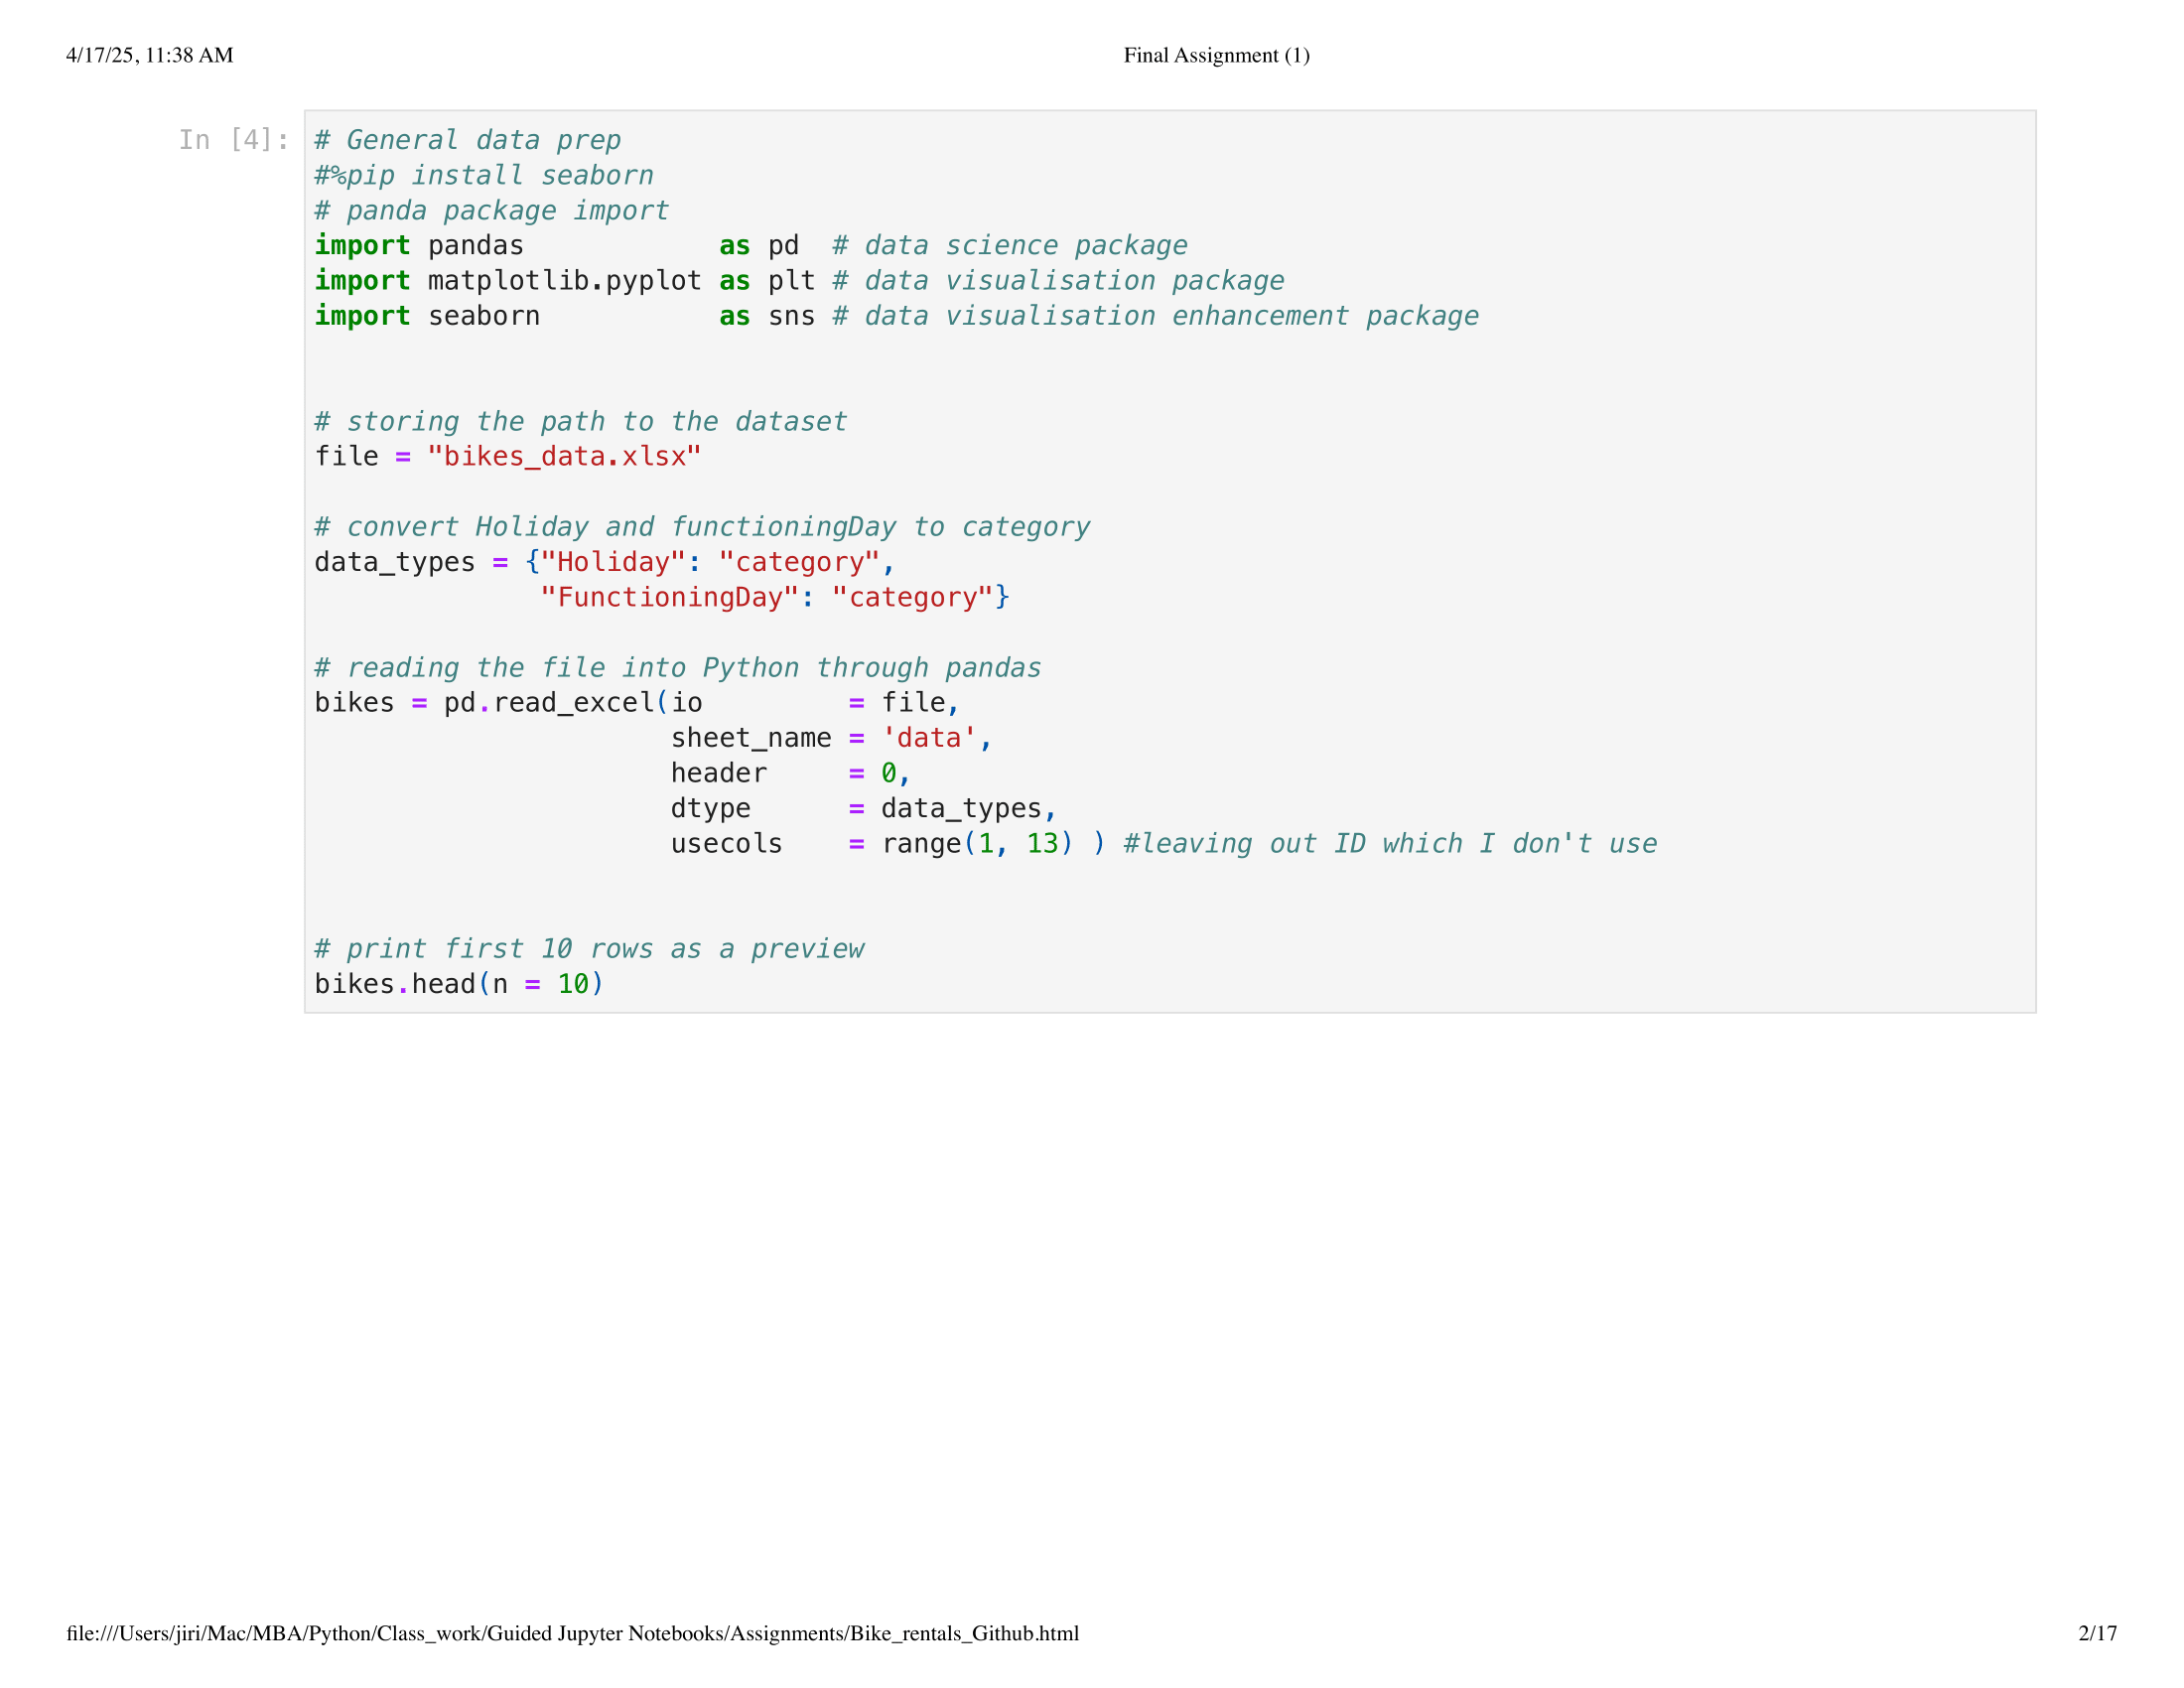 4/17/25, 11:38 AM
Final Assignment (1)
In [4]:
# General data prep
#%pip install seaborn
# panda package import
import pandas            as pd  # data science package
import matplotlib.pyplot as plt # data visualisation package
import seaborn           as sns # data visualisation enhancement package
# storing the path to the dataset
file = "bikes_data.xlsx"
# convert Holiday and functioningDay to category
data_types = {"Holiday": "category",
              "FunctioningDay": "category"}
# reading the file into Python through pandas
bikes = pd.read_excel(io         = file,
                      sheet_name = 'data',
                      header     = 0,
                      dtype      = data_types,
                      usecols    = range(1, 13) ) #leaving out ID which I don't use
# print first 10 rows as a preview
bikes.head(n = 10)
file:///Users/jiri/Mac/MBA/Python/Class_work/Guided Jupyter Notebooks/Assignments/Bike_rentals_Github.html
2/17